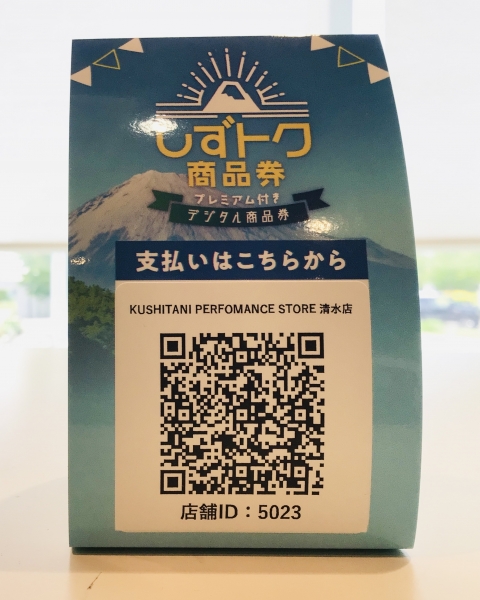 しずトク
商品券
プレミアム付き
デジタル商品券
支払いはこちらから
KUSHITANI PERFOMANCE STORE 清水店
店舗ID：5023